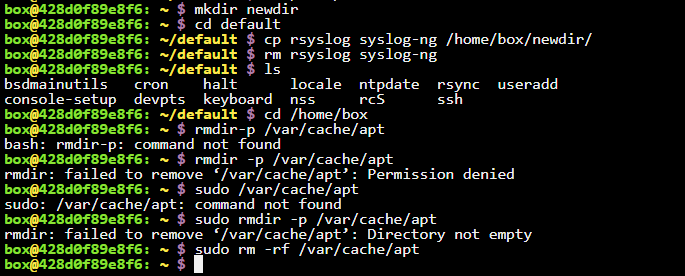 box@428d0f89e8f6: ~ $ mkdir newdir
box@428d0f89e8f6: ~ $ cd default
box@428d0f89e8f6: ~/default $ cp rsyslog syslog-ng /home/box/newdir/
box@428d0f89e8f6: ~/default $ rm rsyslog syslog-ng
box@428d0f89e8f6: ~/default $ ls
bsdmainutils cron halt locale ntpdate rsync useradd
console-setup devpts keyboard nss rcS ssh
box@428d0f89e8f6: ~/default $ cd /home/box
box@428d0f89e8f6: ~ $ rmdir-p /var/cache/apt
bash: rmdir-p: command not found
box@428d0f89e8f6: ~ $ rmdir -p /var/cache/apt
rmdir: failed to remove ‘/var/cache/apt’: Permission denied
box@428d0f89e8f6: ~ $ sudo /var/cache/apt
sudo: /var/cache/apt: command not found
box@428d0f89e8f6: ~ $ sudo rmdir -p /var/cache/apt
rmdir: failed to remove ‘/var/cache/apt’: Directory not empty
box@428d0f89e8f6: ~ $ sudo rm -rf /var/cache/apt
box@428d0f89e8f6: ~ $